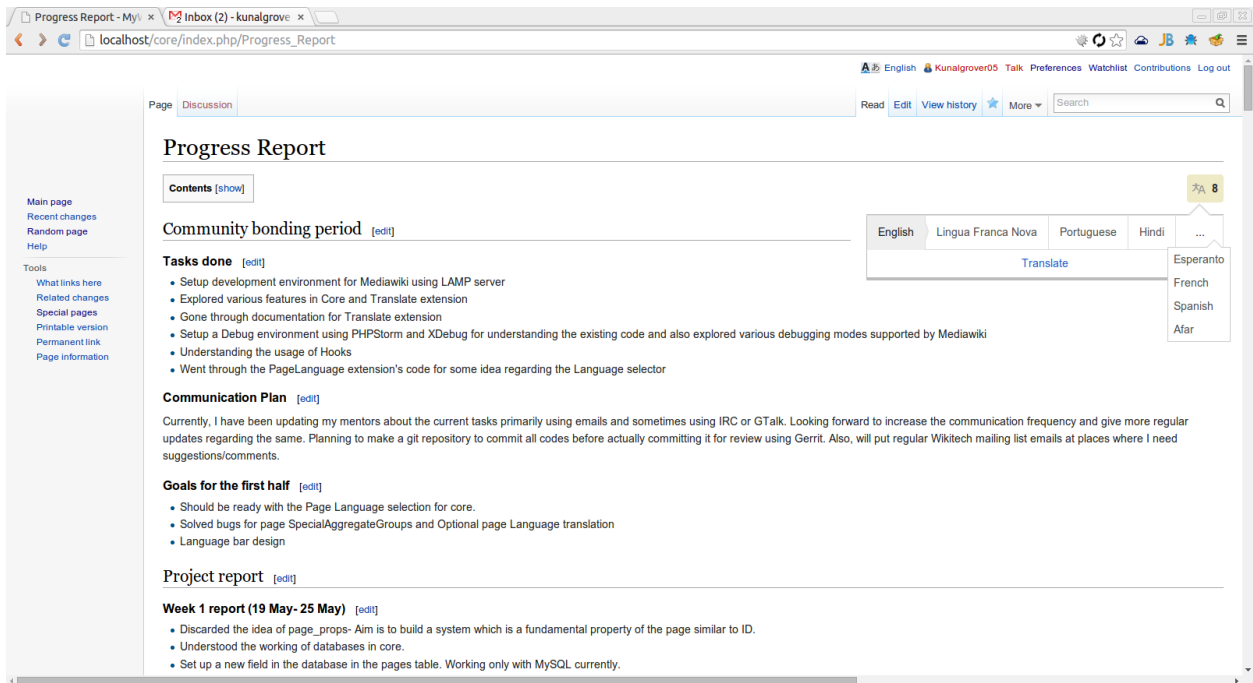 Progress Report - MyW
Inbox (2) - kunalgrove
localhost/core/index.php/Progress_Report
JB
English Kunalgrover05 Talk Preferences Watchlist Contributions Log out
Page Discussion
Read Edit View history More Search
Progress Report
Contents [show]
文A 8
Main page
Recent changes
Random page
Help
Tools
What links here
Related changes
Special pages
Printable version
Permanent link
Page information
English Lingua Franca Nova Portuguese Hindi ...
Translate
Esperanto
French
Spanish
Afar
Community bonding period [edit]
Tasks done [edit]
• Setup development environment for Mediawiki using LAMP server
• Explored various features in Core and Translate extension
• Gone through documentation for Translate extension
• Setup a Debug environment using PHPStorm and XDebug for understanding the existing code and also explored various debugging modes supported by Mediawiki
• Understanding the usage of Hooks
• Went through the PageLanguage extension's code for some idea regarding the Language selector
Communication Plan [edit]
Currently, I have been updating my mentors about the current tasks primarily using emails and sometimes using IRC or GTalk. Looking forward to increase the communication frequency and give more regular
updates regarding the same. Planning to make a git repository to commit all codes before actually committing it for review using Gerrit. Also, will put regular Wikitech mailing list emails at places where I need
suggestions/comments.
Goals for the first half [edit]
• Should be ready with the Page Language selection for core.
• Solved bugs for page SpecialAggregateGroups and Optional page Language translation
• Language bar design
Project report [edit]
Week 1 report (19 May- 25 May) [edit]
• Discarded the idea of page_props- Aim is to build a system which is a fundamental property of the page similar to ID.
• Understood the working of databases in core.
• Set up a new field in the database in the pages table. Working only with MySQL currently.